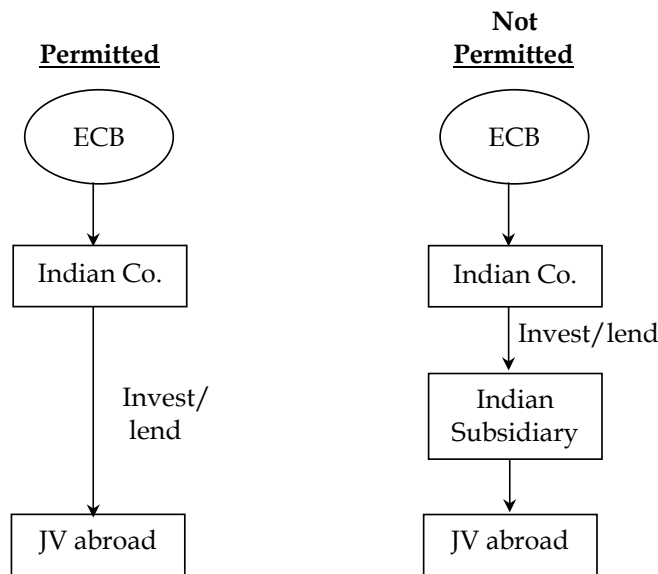 Permitted
ECB
Indian Co.
Invest/
lend
JV abroad
Not
Permitted
ECB
Indian Co.
Invest/lend
Indian
Subsidiary
JV abroad